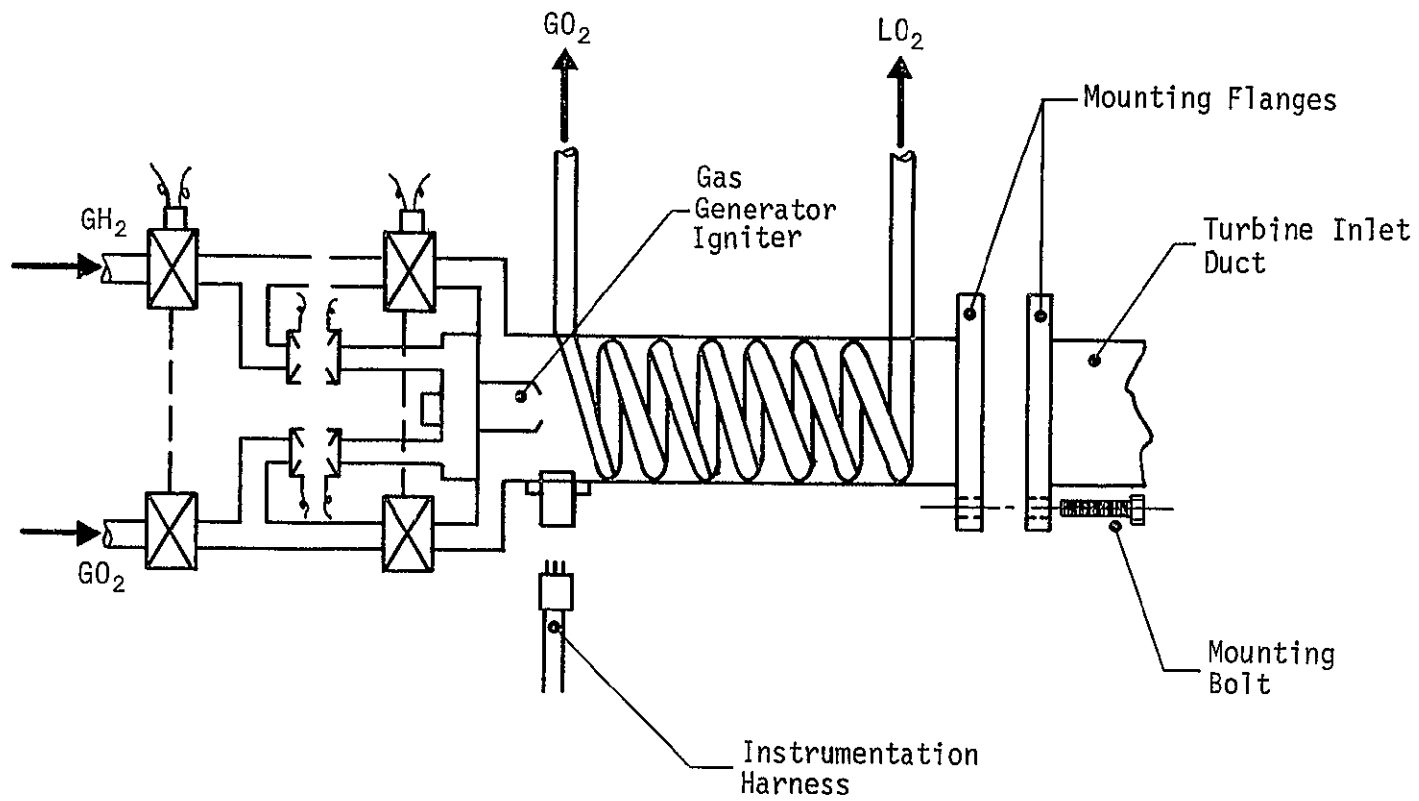 GO₂
LO₂
Mounting Flanges
Gas
Generator
Igniter
GH₂
Turbine Inlet
Duct
GO₂
Mounting
Bolt
Instrumentation
Harness